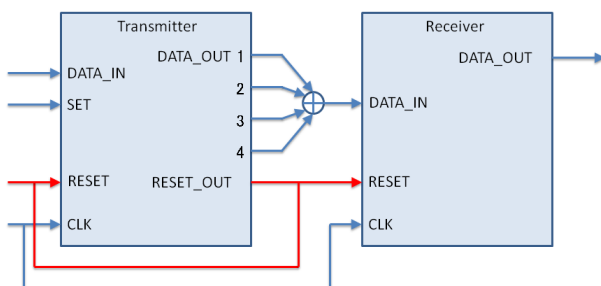 Transmitter
DATA_OUT 1
DATA_IN
2
SET
3
4
RESET
RESET_OUT
CLK
Receiver
DATA_OUT
DATA_IN
RESET
CLK